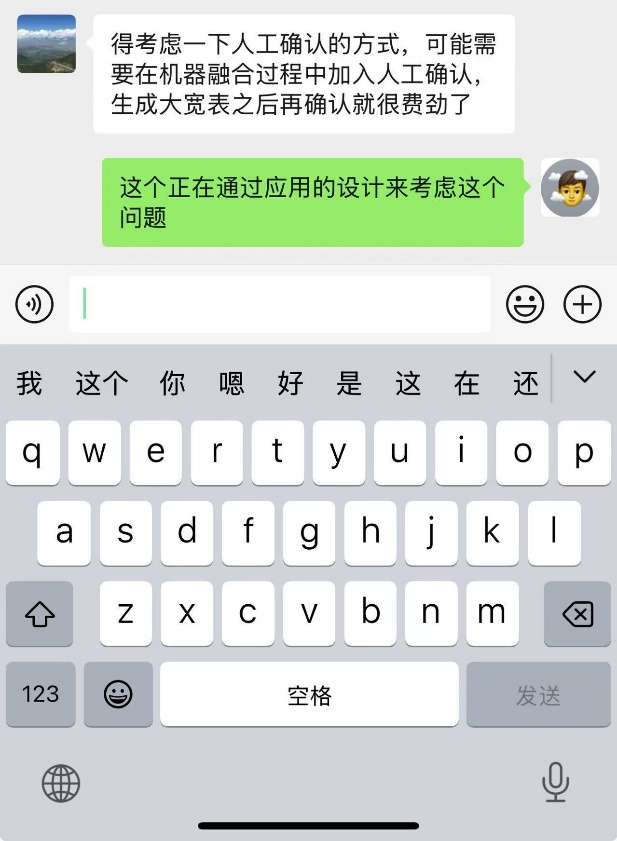 得考虑一下人工确认的方式，可能需
要在机器融合过程中加入人工确认，
生成大宽表之后再确认就很费劲了
这个正在通过应用的设计来考虑这个
问题
我 这个 你 嗯 好 是 这 在 还
q w e r t y u i o p
a s d f g h j k l
z x c v b n m
123 空格 发送